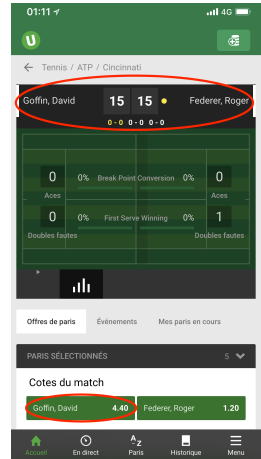 01:11
4G
U
Tennis / ATP / Cincinnati
Goffin, David 15 15 Federer, Roger
0 - 0 0 - 0 0 - 0
0 0% Break Point Conversion 0% 0
Aces Aces
0 0% First Serve Winning 0% 1
Doubles fautes Doubles fautes
Offres de paris Événements Mes paris en cours
PARIS SÉLECTIONNÉS 5
Cotes du match
Goffin, David 4.40 Federer, Roger 1.20
A-Z
Accueil En direct Paris Historique Menu